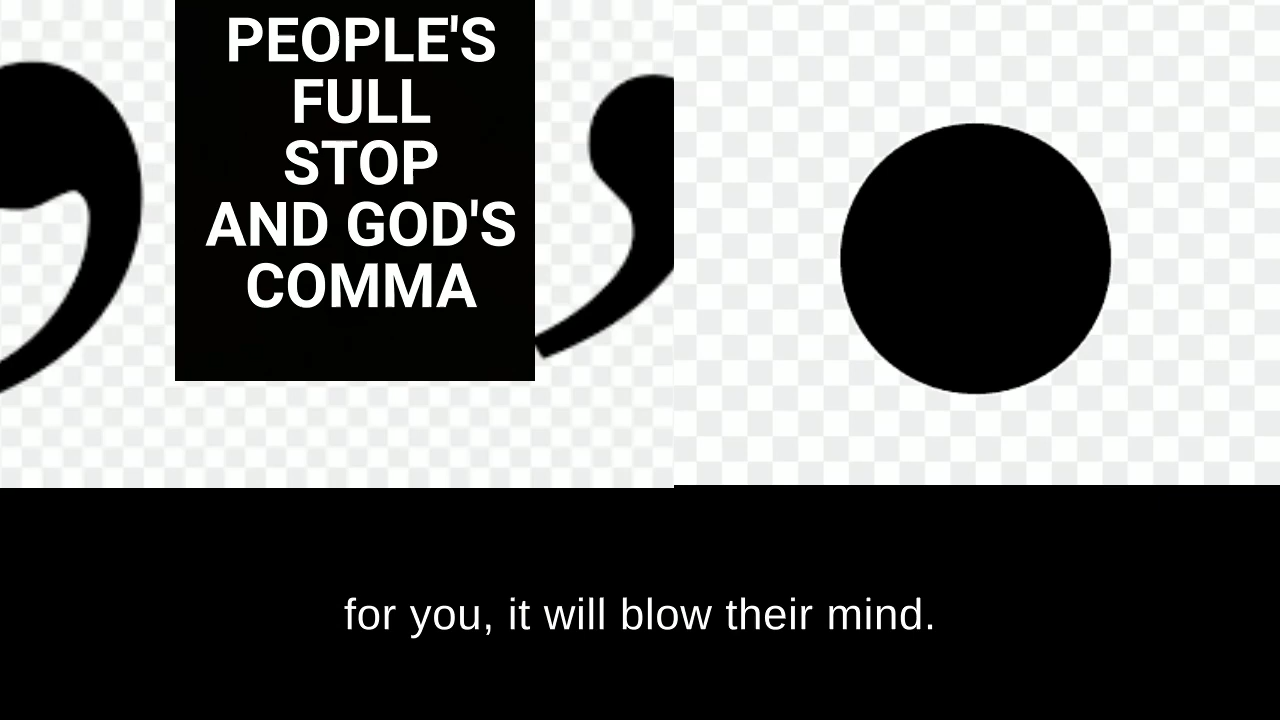 PEOPLE'S
FULL
STOP
AND GOD'S
COMMA
for you, it will blow their mind.